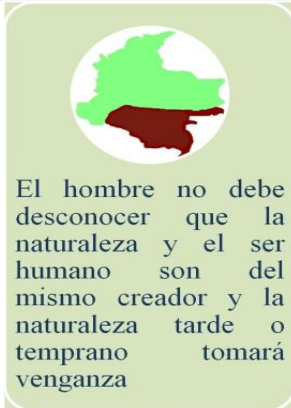 El hombre no debe
desconocer que la
naturaleza y el ser
humano son del
mismo creador y la
naturaleza tarde o
temprano tomará
venganza